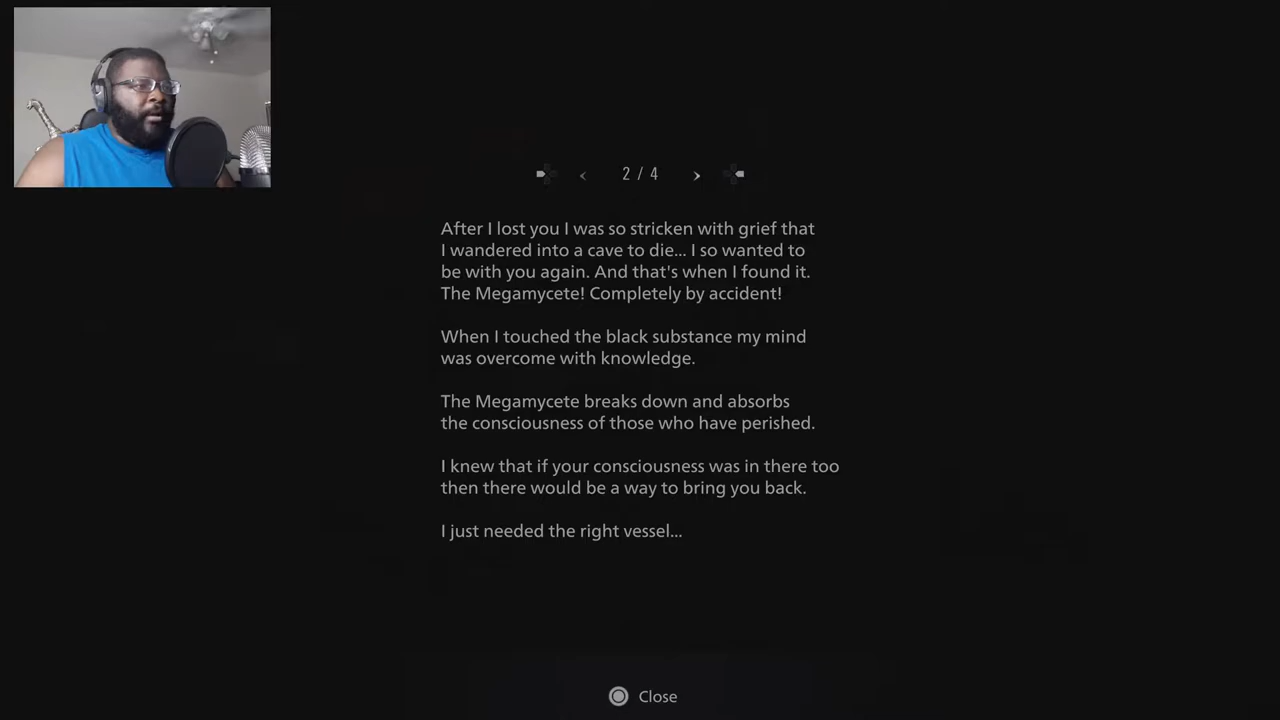 2 / 4
After I lost you I was so stricken with grief that
I wandered into a cave to die... I so wanted to
be with you again. And that's when I found it.
The Megamycete! Completely by accident!
When I touched the black substance my mind
was overcome with knowledge.
The Megamycete breaks down and absorbs
the consciousness of those who have perished.
I knew that if your consciousness was in there too
then there would be a way to bring you back.
I just needed the right vessel...
Close